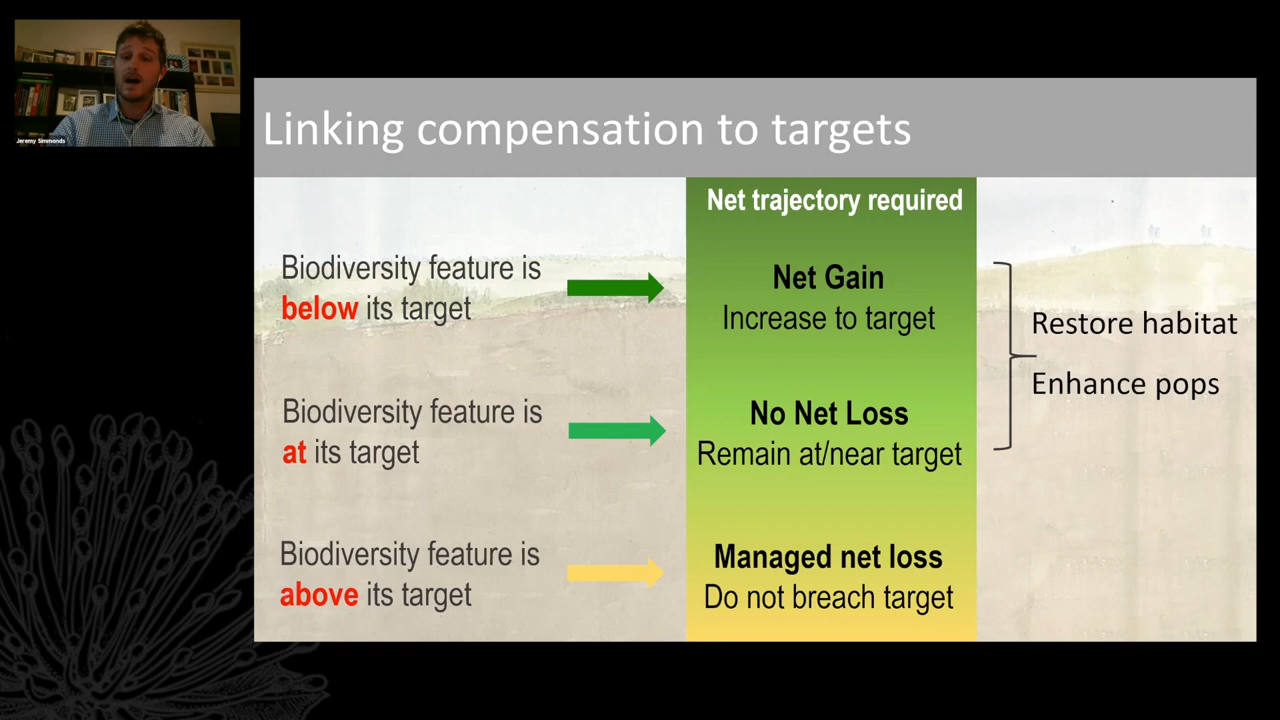 Jeremy Simmonds
Linking compensation to targets
Net trajectory required
Biodiversity feature is
below its target
Net Gain
Increase to target
Restore habitat
Enhance pops
Biodiversity feature is
at its target
No Net Loss
Remain at/near target
Biodiversity feature is
above its target
Managed net loss
Do not breach target